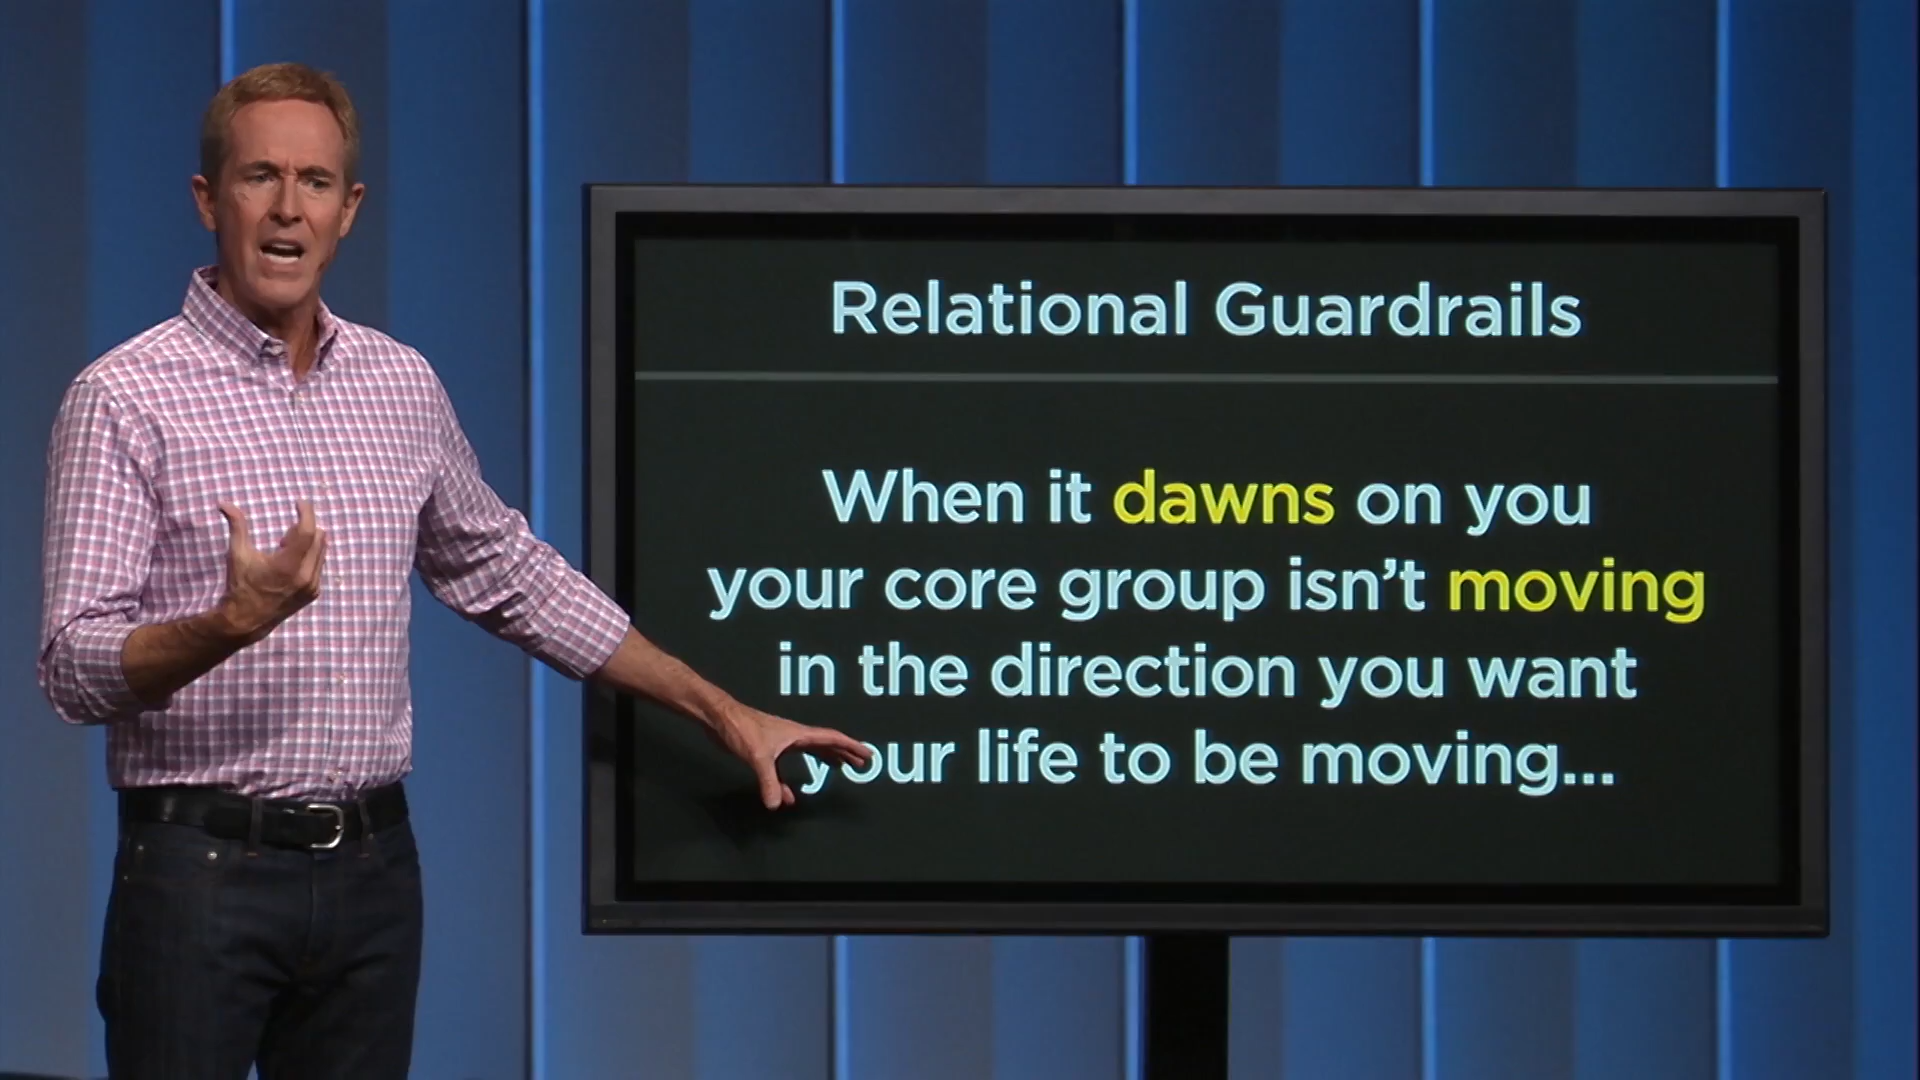 Relational Guardrails
When it dawns on you
your core group isn’t moving
in the direction you want
your life to be moving...